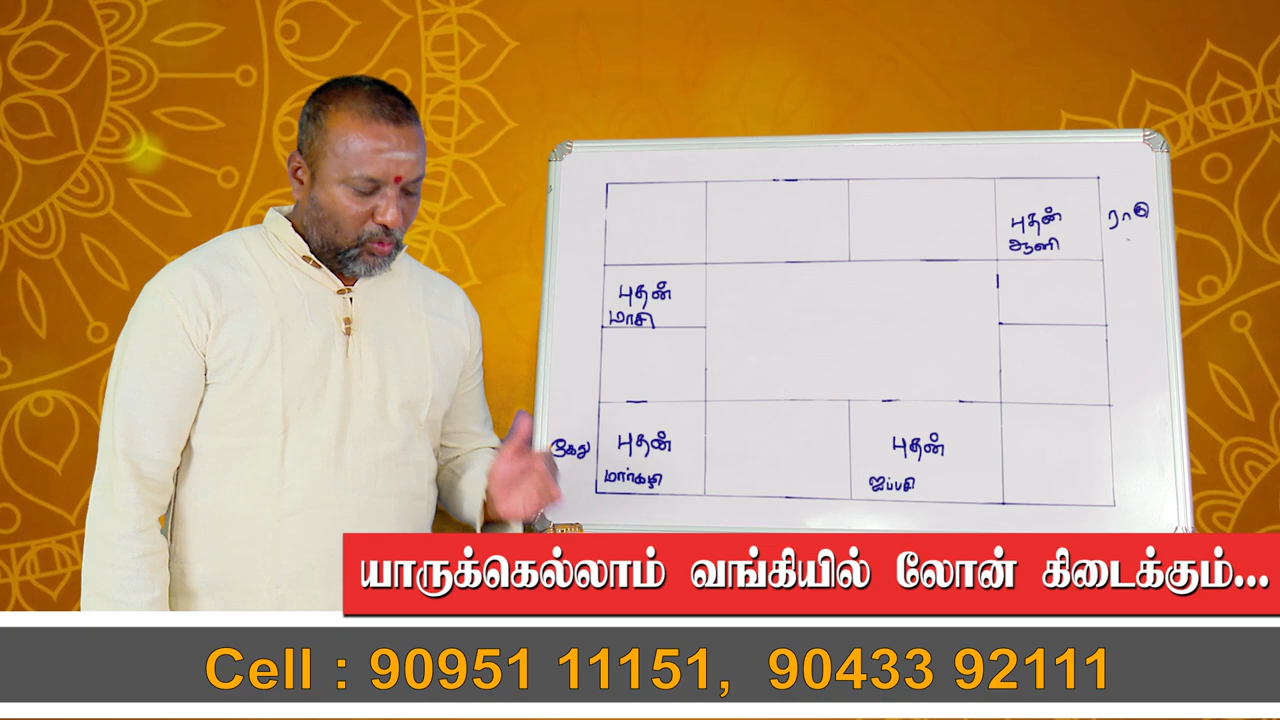 புதன்
ஆனி
ராகு
புதன்
மாசி
கேது
புதன்
மார்கழி
புதன்
ஐப்பசி
யாருக்கெல்லாம் வங்கியில் லோன் கிடைக்கும்...
Cell : 90951 11151, 90433 92111